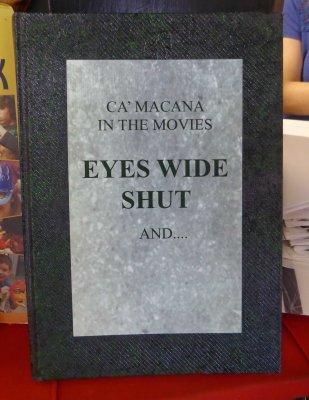 CA' MACANA
IN THE MOVIES
EYES WIDE
SHUT
AND....